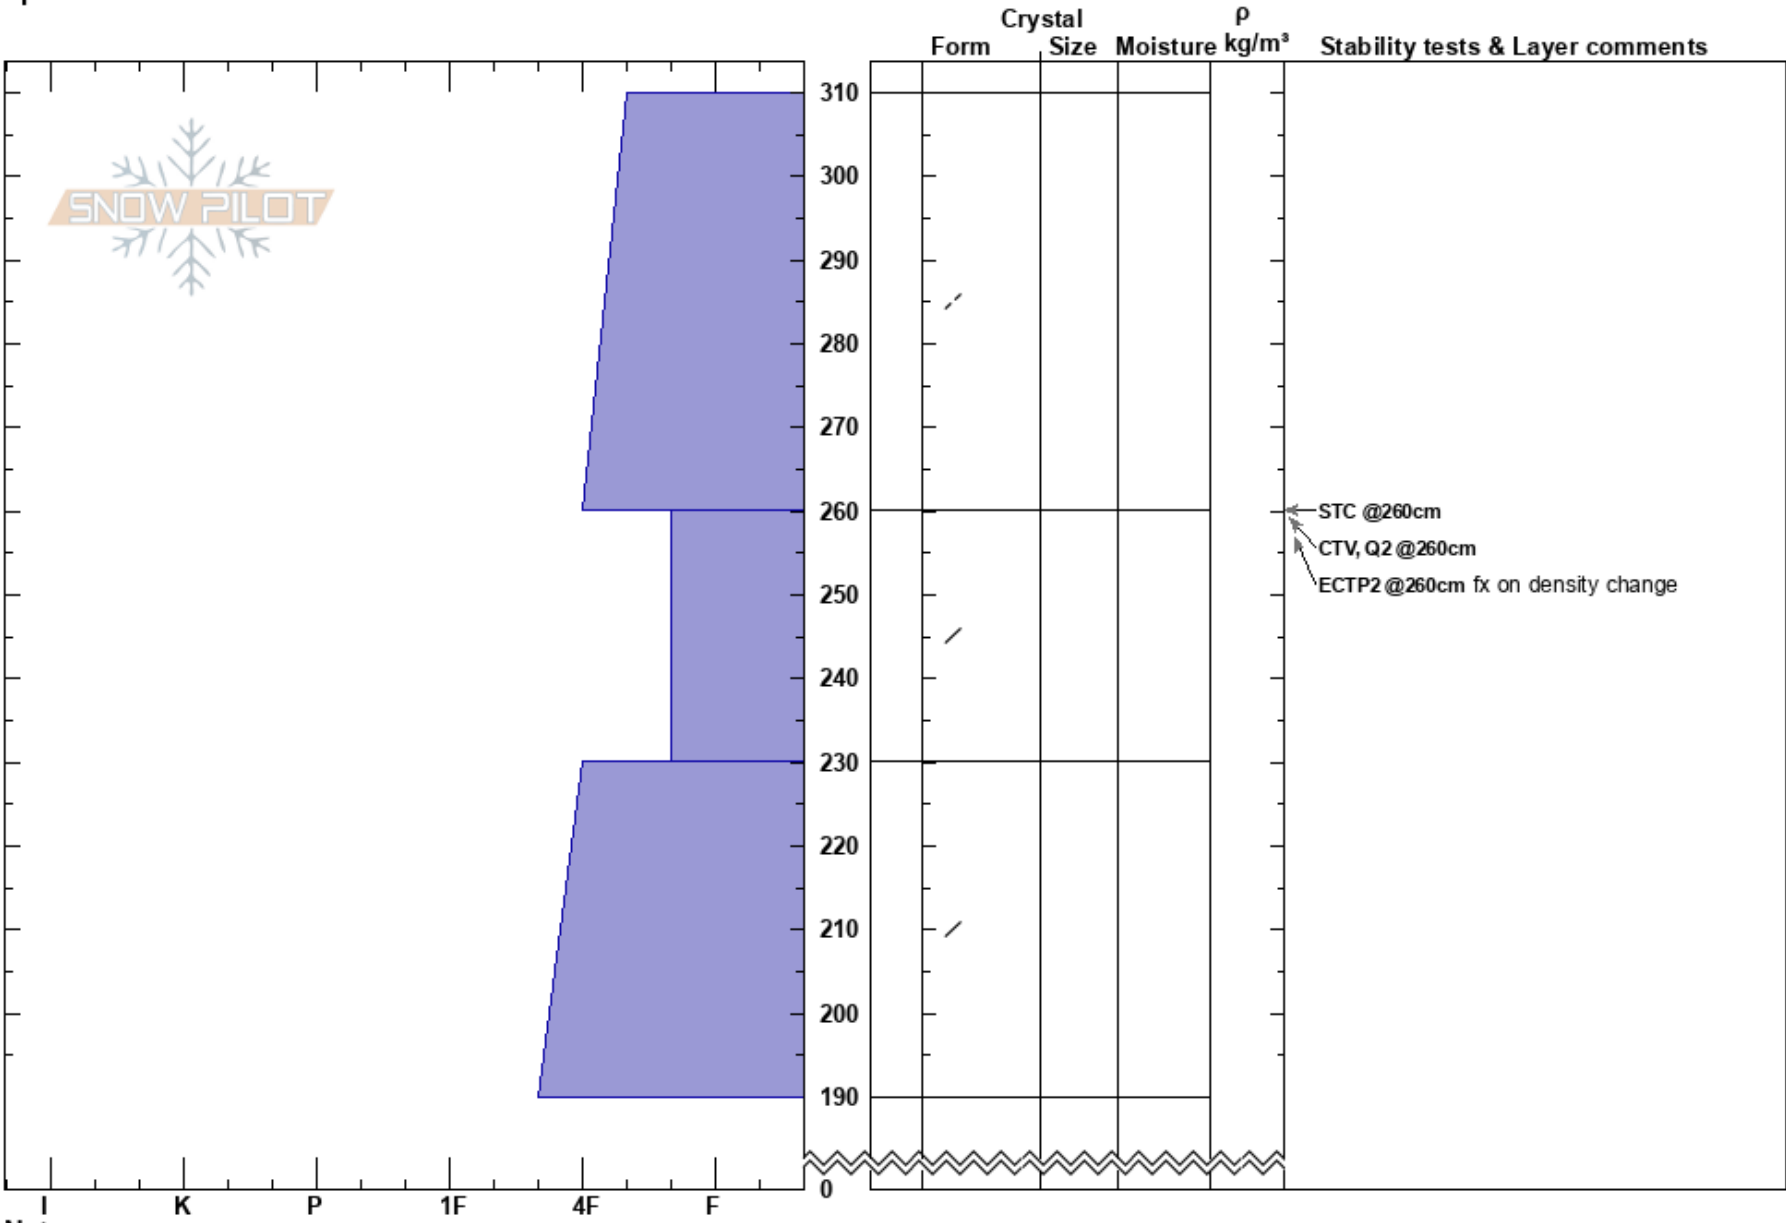 Crystal ρ
Form Size Moisture kg/m³ Stability tests & Layer comments
SNOW PILOT
310
300
290
280
270
260
250
240
230
220
210
200
190
0
STC @260cm
CTV, Q2 @260cm
ECTP2 @260cm fx on density change
I K P 1F 4F F